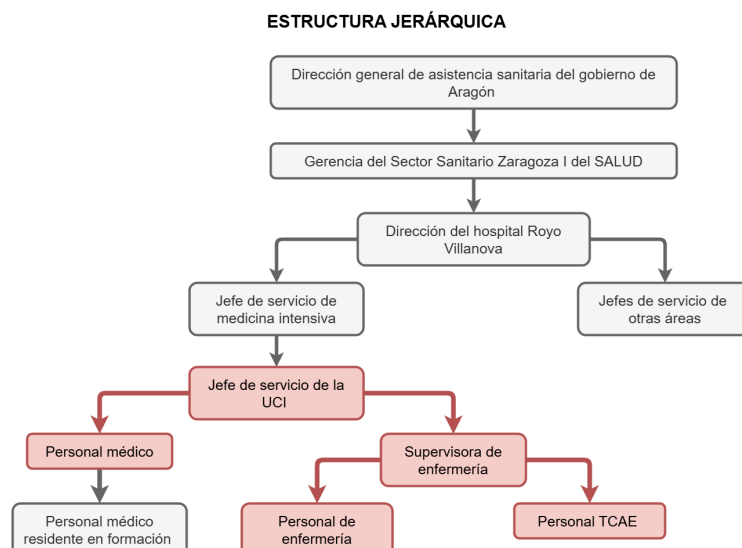 ESTRUCTURA JERÁRQUICA
Dirección general de asistencia sanitaria del gobierno de
Aragón
Gerencia del Sector Sanitario Zaragoza I del SALUD
Dirección del hospital Royo
Villanova
Jefe de servicio de
medicina intensiva
Jefes de servicio de
otras áreas
Jefe de servicio de la
UCI
Personal médico
Supervisora de
enfermería
Personal médico
residente en formación
Personal de
enfermería
Personal TCAE